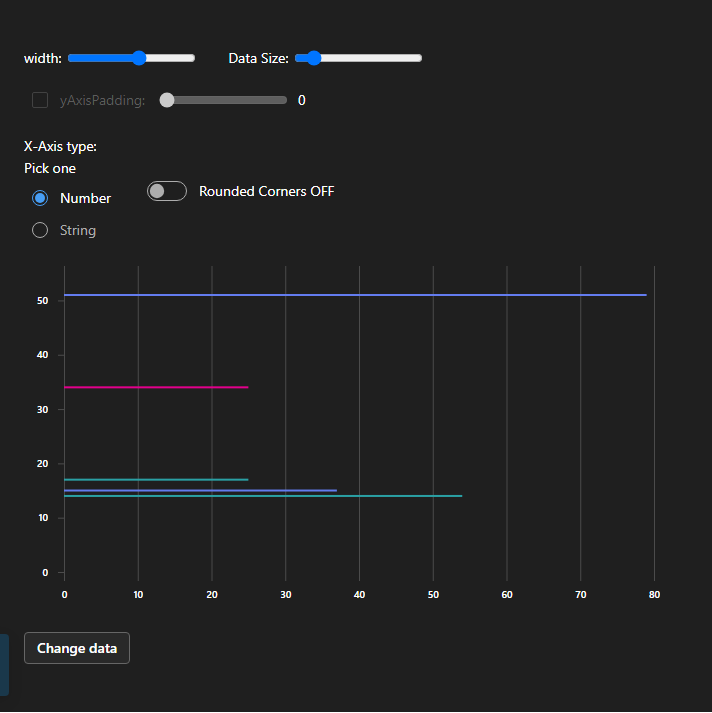 width: Data Size:
yAxisPadding: 0
X-Axis type:
Pick one
Number
Rounded Corners OFF
String
50
40
30
20
10
0
0 10 20 30 40 50 60 70 80
Change data